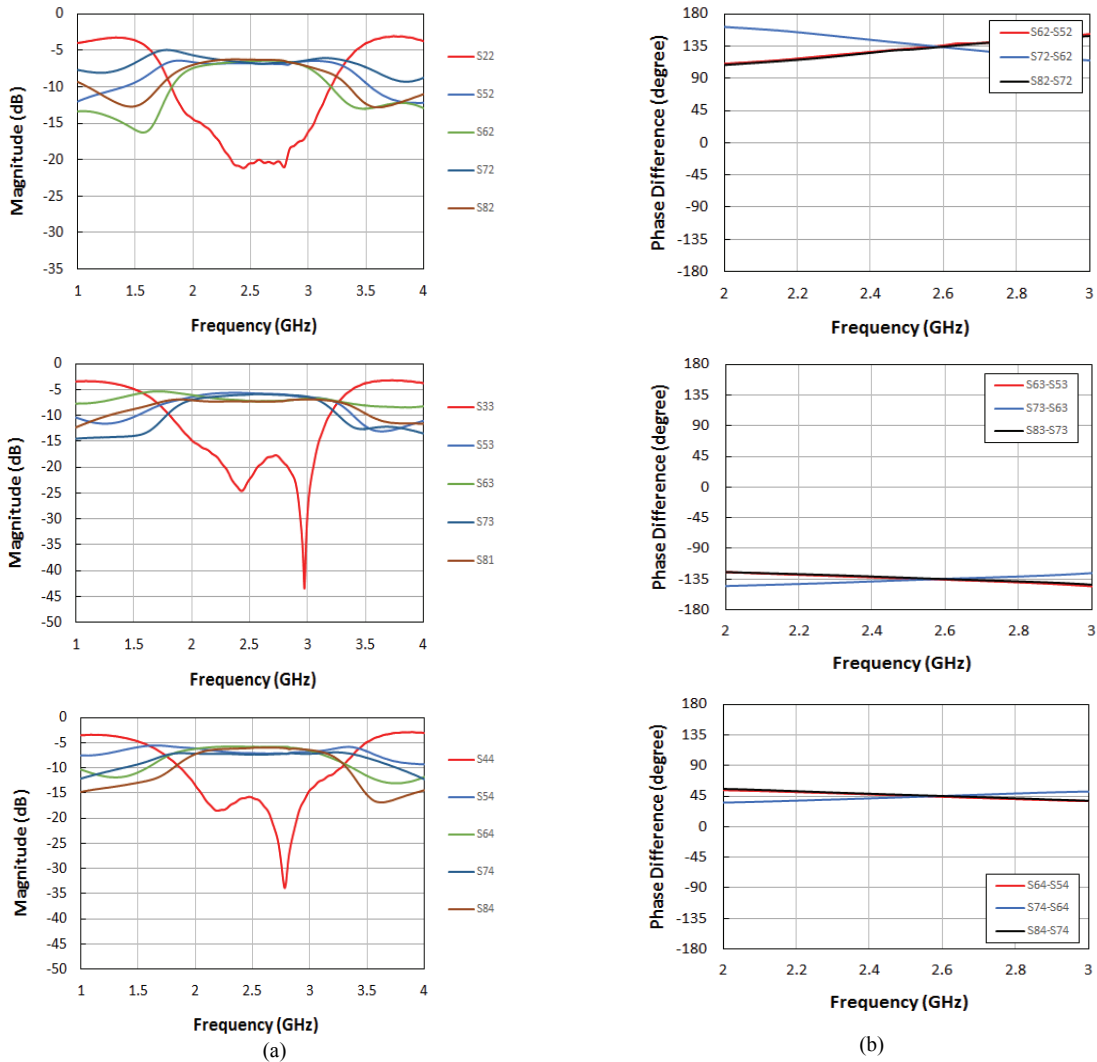 0
-5
-10
-15
-20
-25
-30
-35
Magnitude (dB)
1 1.5 2 2.5 3 3.5 4
Frequency (GHz)
S22
S52
S62
S72
S82
180
135
90
45
0
-45
-90
-135
-180
Phase Difference (degree)
2 2.2 2.4 2.6 2.8 3
Frequency (GHz)
S62-S52
S72-S62
S82-S72
0
-5
-10
-15
-20
-25
-30
-35
-40
-45
-50
Magnitude (dB)
1 1.5 2 2.5 3 3.5 4
Frequency (GHz)
S33
S53
S63
S73
S81
180
135
90
45
0
-45
-90
-135
-180
Phase Difference (degree)
2 2.2 2.4 2.6 2.8 3
Frequency (GHz)
S63-S53
S73-S63
S83-S73
0
-5
-10
-15
-20
-25
-30
-35
-40
-45
-50
Magnitude (dB)
1 1.5 2 2.5 3 3.5 4
Frequency (GHz)
S44
S54
S64
S74
S84
180
135
90
45
0
-45
-90
-135
-180
Phase Difference (degree)
2 2.2 2.4 2.6 2.8 3
Frequency (GHz)
S64-S54
S74-S64
S84-S74
(a)
(b)